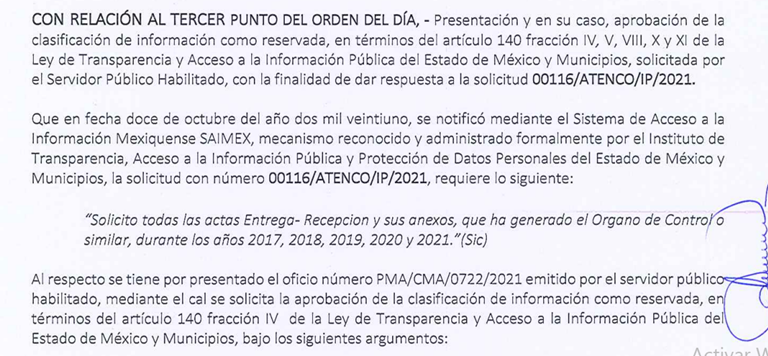 CON RELACIÓN AL TERCER PUNTO DEL ORDEN DEL DÍA, - Presentación y en su caso, aprobación de la
clasificación de información como reservada, en términos del artículo 140 fracción IV, V, VIII, X y XI de la
Ley de Transparencia y Acceso a la Información Pública del Estado de México y Municipios, solicitada por
el Servidor Público Habilitado, con la finalidad de dar respuesta a la solicitud 00116/ATENCO/IP/2021.
Que en fecha doce de octubre del año dos mil veintiuno, se notificó mediante el Sistema de Acceso a la
Información Mexiquense SAIMEX, mecanismo reconocido y administrado formalmente por el Instituto de
Transparencia, Acceso a la Información Pública y Protección de Datos Personales del Estado de México y
Municipios, la solicitud con número 00116/ATENCO/IP/2021, requiere lo siguiente:
"Solicito todas las actas Entrega- Recepcion y sus anexos, que ha generado el Organo de Control o
similar, durante los años 2017, 2018, 2019, 2020 y 2021."(Sic)
Al respecto se tiene por presentado el oficio número PMA/CMA/0722/2021 emitido por el servidor público
habilitado, mediante el cal se solicita la aprobación de la clasificación de información como reservada, en
términos del artículo 140 fracción IV de la Ley de Transparencia y Acceso a la Información Pública del
Estado de México y Municipios, bajo los siguientes argumentos:
Activar W